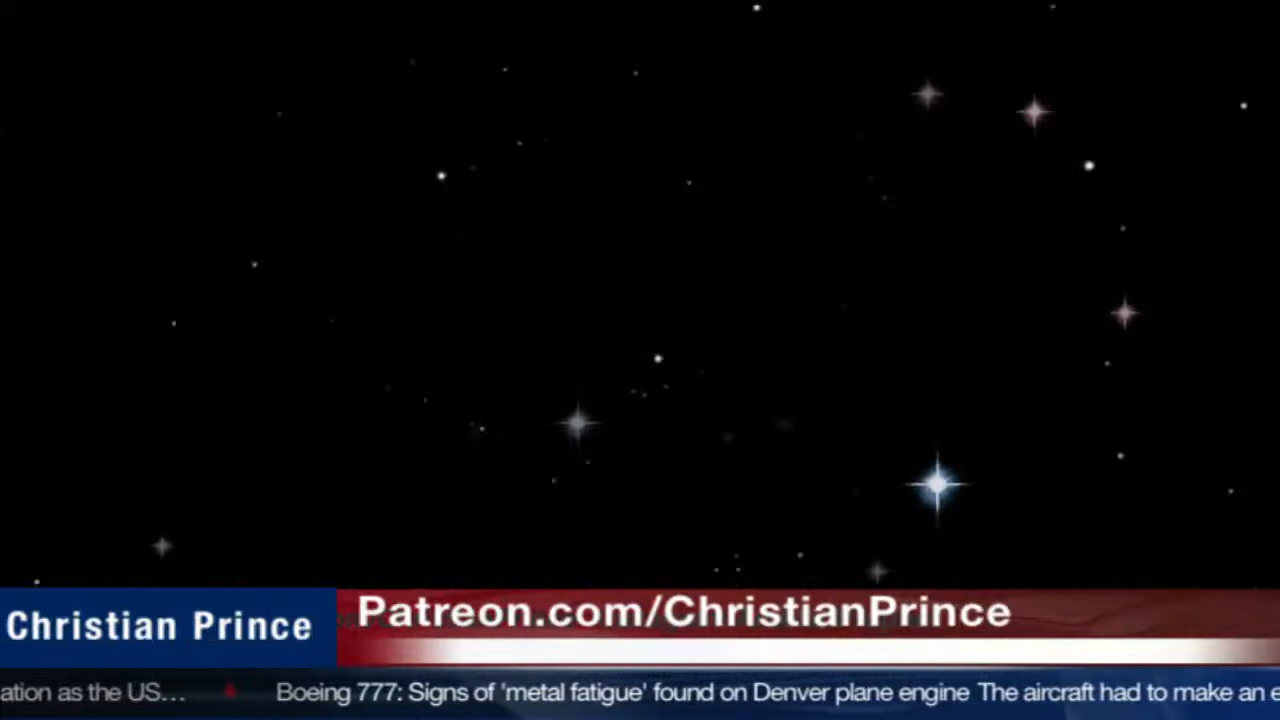 Patreon.com/ChristianPrince
Christian Prince
ation as the US... Boeing 777: Signs of 'metal fatigue' found on Denver plane engine The aircraft had to make an e